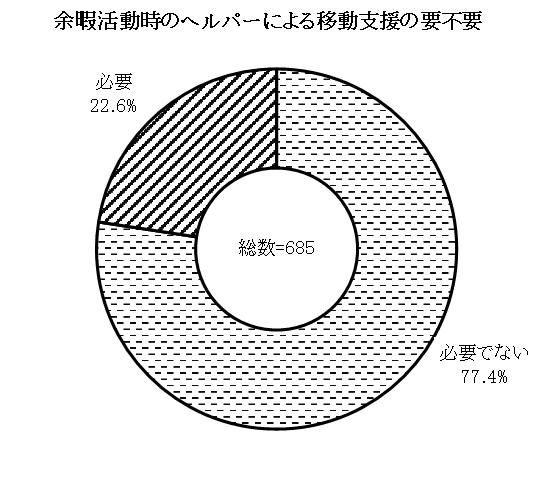 余暇活動時のヘルパーによる移動支援の要不要
必要
22.6%
総数=685
必要でない
77.4%